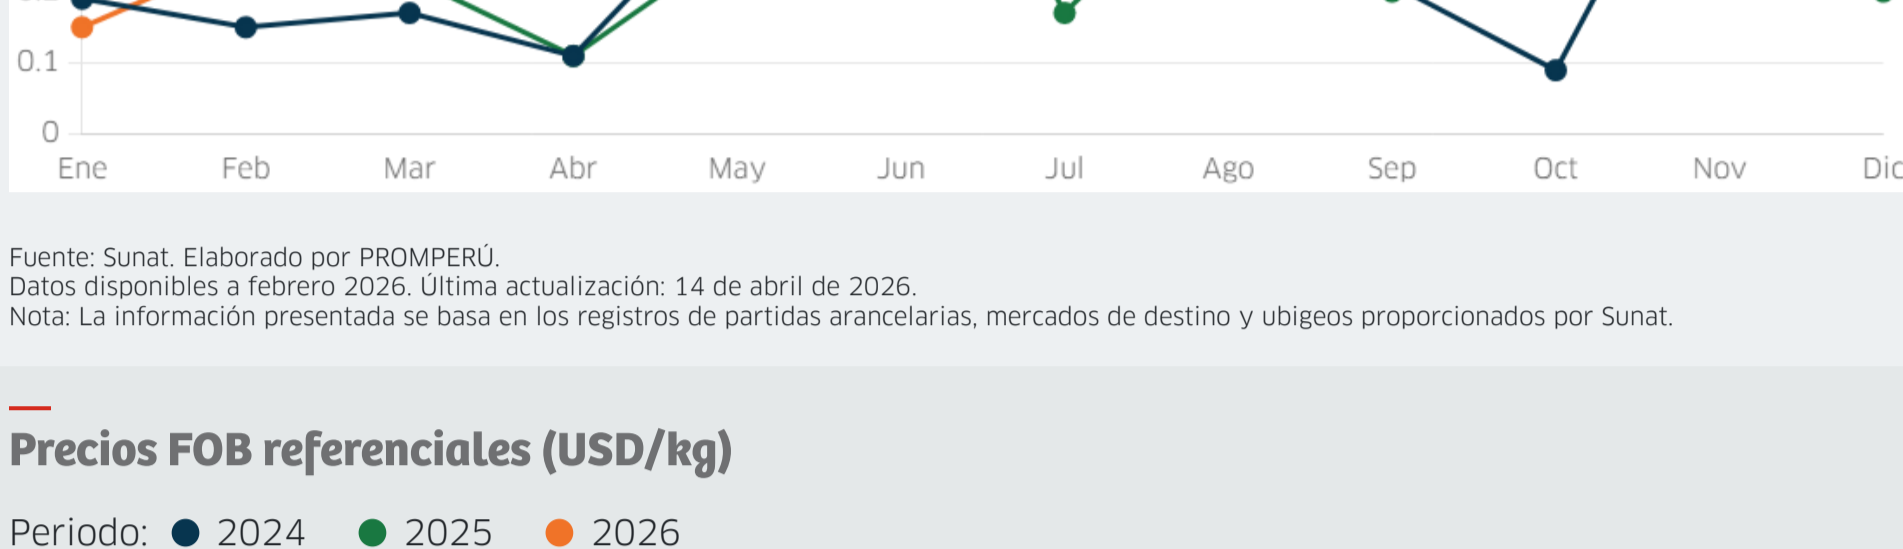 0.1
0
Ene Feb Mar Abr May Jun Jul Ago Sep Oct Nov Dic
Fuente: Sunat. Elaborado por PROMPERÚ.
Datos disponibles a febrero 2026. Última actualización: 14 de abril de 2026.
Nota: La información presentada se basa en los registros de partidas arancelarias, mercados de destino y ubigeos proporcionados por Sunat.
Precios FOB referenciales (USD/kg)
Periodo: 2024 2025 2026